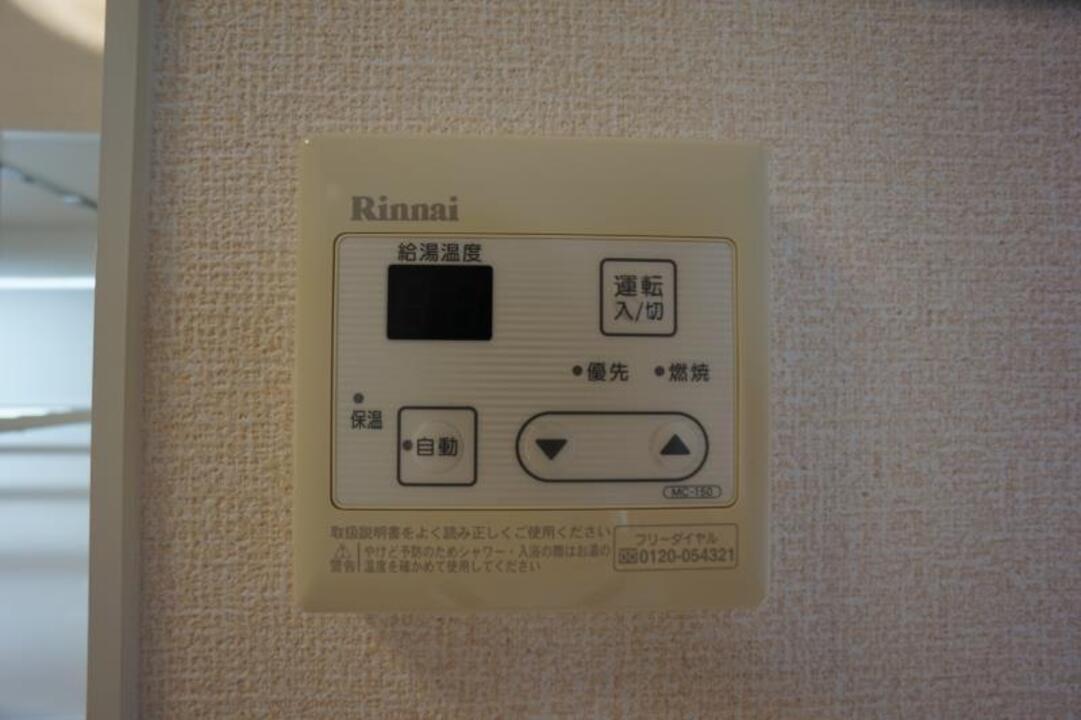 Rinnai
給湯温度
運転
入/切
優先
燃焼
保温
自動
▼
▲
MC-150
取扱説明書をよく読み正しくご使用ください
警告
やけど予防のためシャワー・入浴の際はお湯の
温度を確かめて使用してください
フリーダイヤル
0120-054321